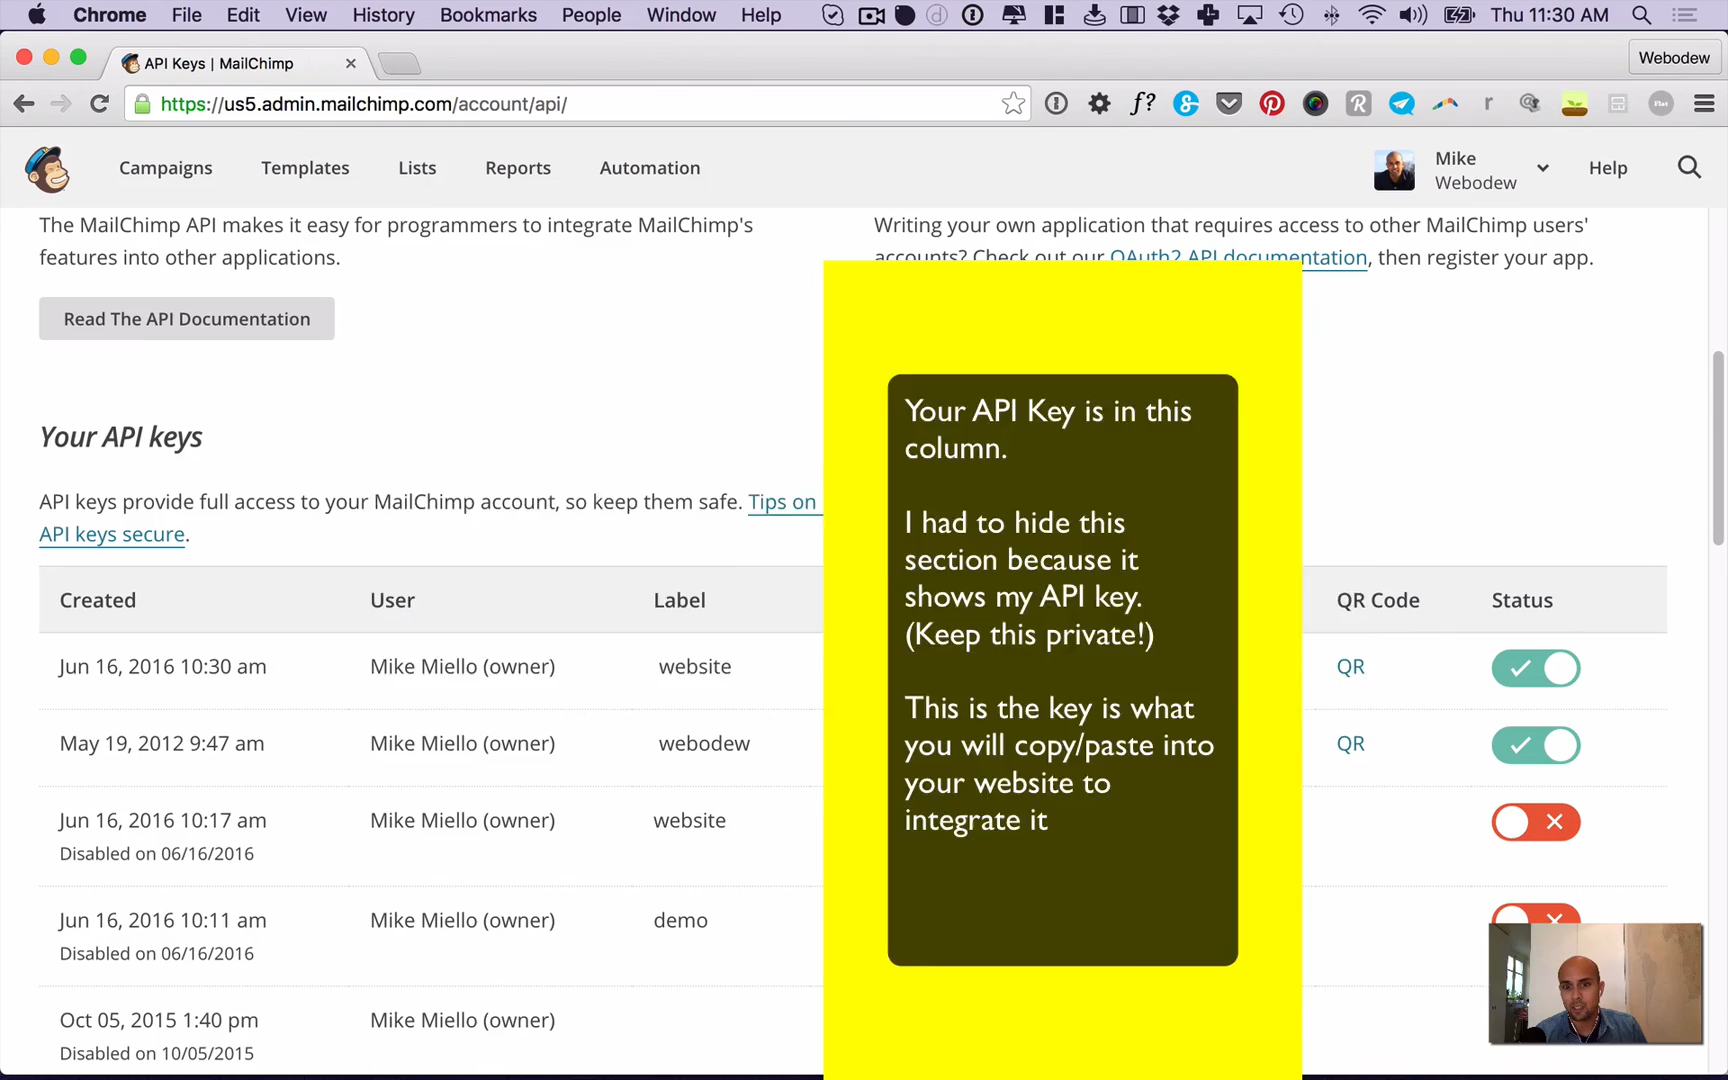 Chrome File Edit View History Bookmarks People Window Help Thu 11:30 AM
API Keys | MailChimp Webodew
https://us5.admin.mailchimp.com/account/api/
Campaigns Templates Lists Reports Automation Mike Webodew Help
The MailChimp API makes it easy for programmers to integrate MailChimp's
features into other applications.
Read The API Documentation
Writing your own application that requires access to other MailChimp users'
accounts? Check out our OAuth2 API documentation, then register your app.
Your API keys
API keys provide full access to your MailChimp account, so keep them safe. Tips on
API keys secure.
Your API Key is in this
column.
I had to hide this
section because it
shows my API key.
(Keep this private!)
This is the key is what
you will copy/paste into
your website to
integrate it
Created User Label QR Code Status
Jun 16, 2016 10:30 am Mike Miello (owner) website QR
May 19, 2012 9:47 am Mike Miello (owner) webodew QR
Jun 16, 2016 10:17 am Mike Miello (owner) website
Disabled on 06/16/2016
Jun 16, 2016 10:11 am Mike Miello (owner) demo
Disabled on 06/16/2016
Oct 05, 2015 1:40 pm Mike Miello (owner)
Disabled on 10/05/2015